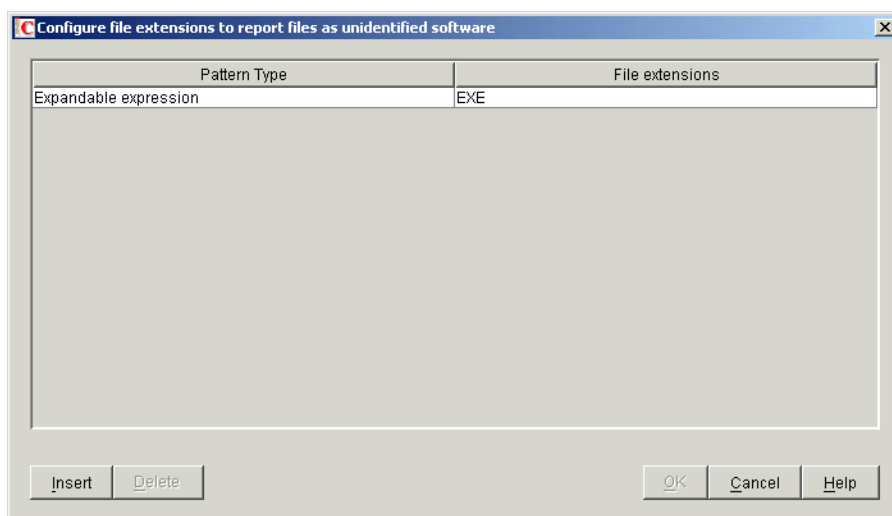 Configure file extensions to report files as unidentified software
Pattern Type File extensions
Expandable expression EXE
Insert Delete OK Cancel Help